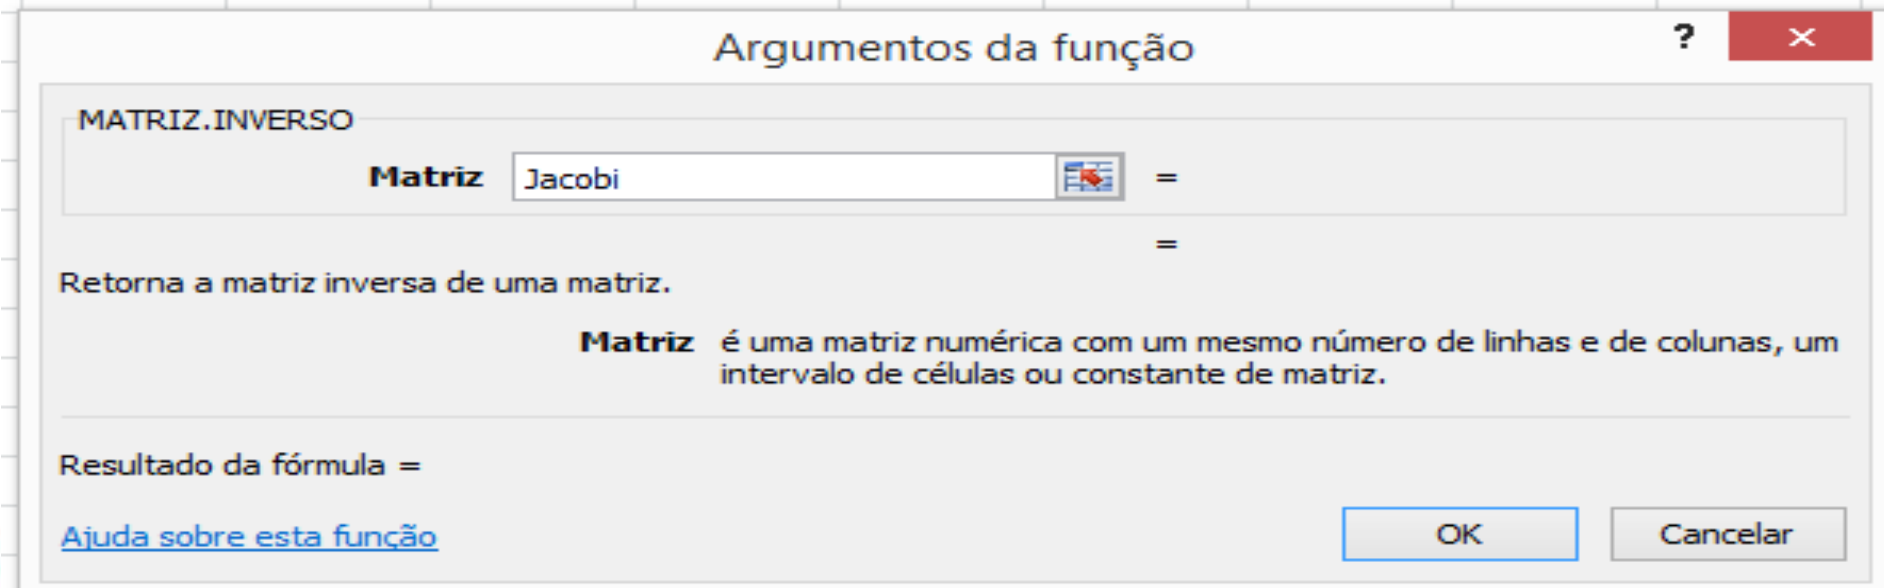 Argumentos da função
?
MATRIZ.INVERSO
Matriz Jacobi =
=
Retorna a matriz inversa de uma matriz.
Matriz é uma matriz numérica com um mesmo número de linhas e de colunas, um
intervalo de células ou constante de matriz.
Resultado da fórmula =
Ajuda sobre esta função
OK Cancelar